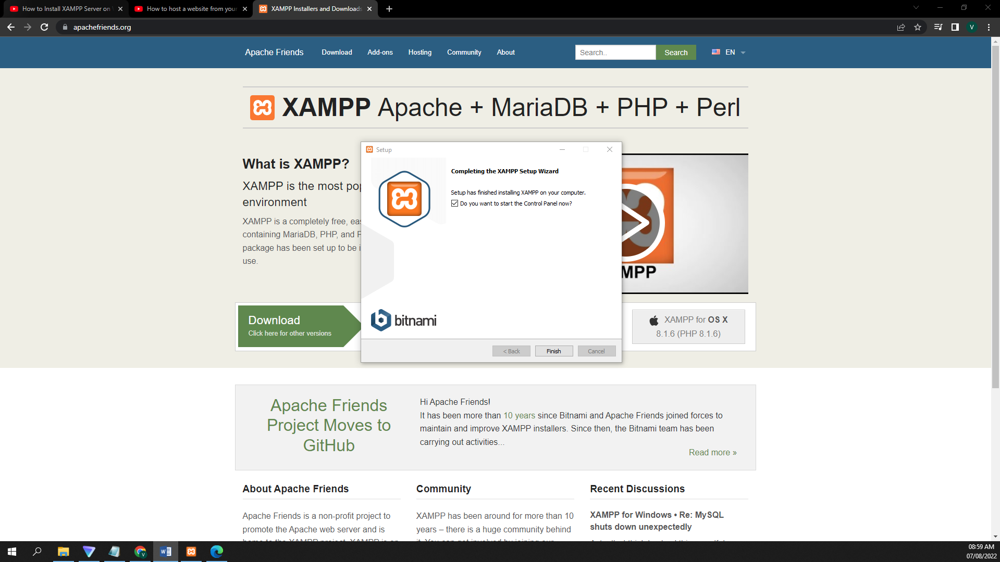 How to Install XAMPP Server on
How to host a website from your
XAMPP Installers and Downloads
apachefriends.org
V
Apache Friends
Download
Add-ons
Hosting
Community
About
Search..
Search
EN
XAMPP Apache + MariaDB + PHP + Perl
What is XAMPP?
XAMPP is the most pop
environment
XAMPP is a completely free, eas
containing MariaDB, PHP, and P
package has been set up to be i
use.
Setup
Completing the XAMPP Setup Wizard
Setup has finished installing XAMPP on your computer.
Do you want to start the Control Panel now?
bitnami
< Back
Finish
Cancel
MPP
Download
Click here for other versions
XAMPP for OS X
8.1.6 (PHP 8.1.6)
Apache Friends
Project Moves to
GitHub
Hi Apache Friends!
It has been more than 10 years since Bitnami and Apache Friends joined forces to
maintain and improve XAMPP installers. Since then, the Bitnami team has been
carrying out activities...
Read more »
About Apache Friends
Apache Friends is a non-profit project to
promote the Apache web server and is
Community
XAMPP has been around for more than 10
years – there is a huge community behind
Recent Discussions
XAMPP for Windows • Re: MySQL
shuts down unexpectedly
08:59 AM
07/08/2022